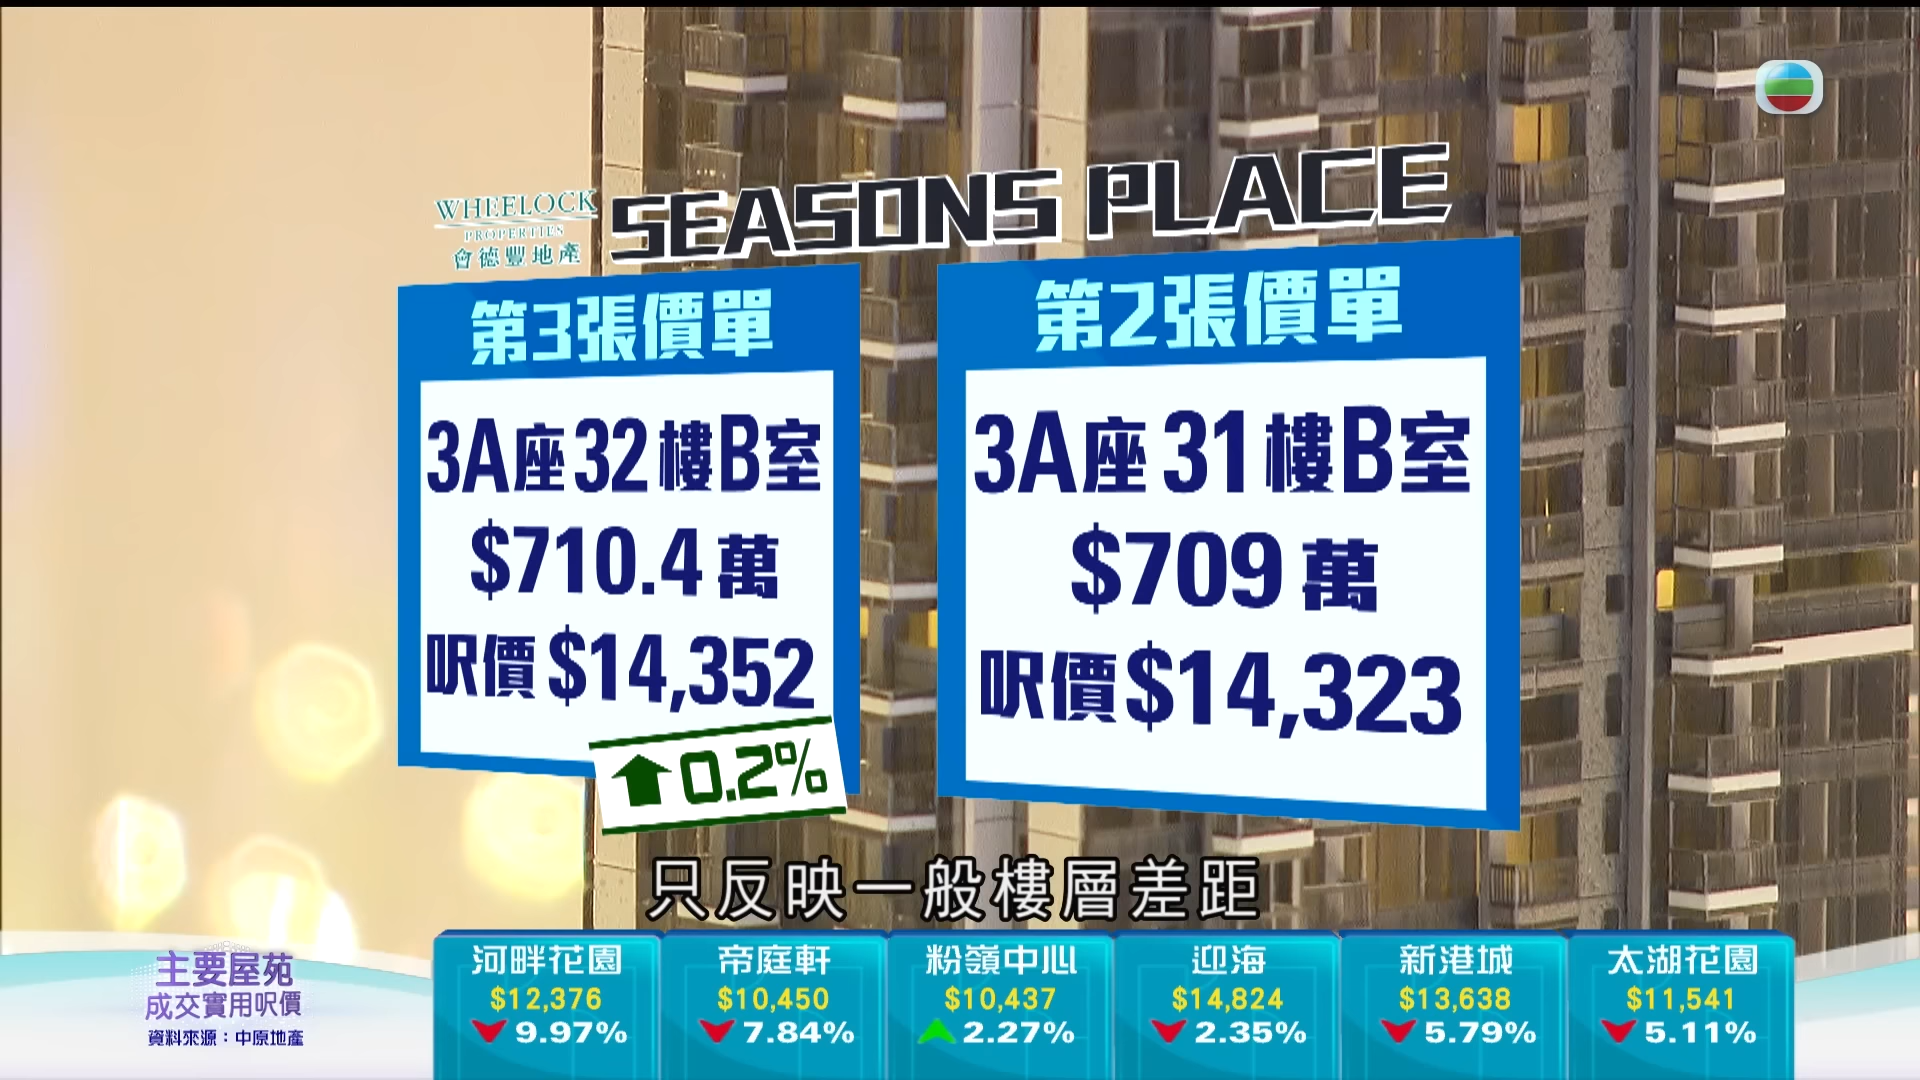 WHEELOCK
PROPERTIES
會德豐地產
SEASONS PLACE
第3張價單
3A座32樓B室
$710.4萬
呎價$14,352
0.2%
第2張價單
3A座31樓B室
$709萬
呎價$14,323
只反映一般樓層差距
主要屋苑
成交實用呎價
資料來源：中原地產
河畔花園
$12,376
9.97%
帝庭軒
$10,450
7.84%
粉嶺中心
$10,437
2.27%
迎海
$14,824
2.35%
新港城
$13,638
5.79%
太湖花園
$11,541
5.11%